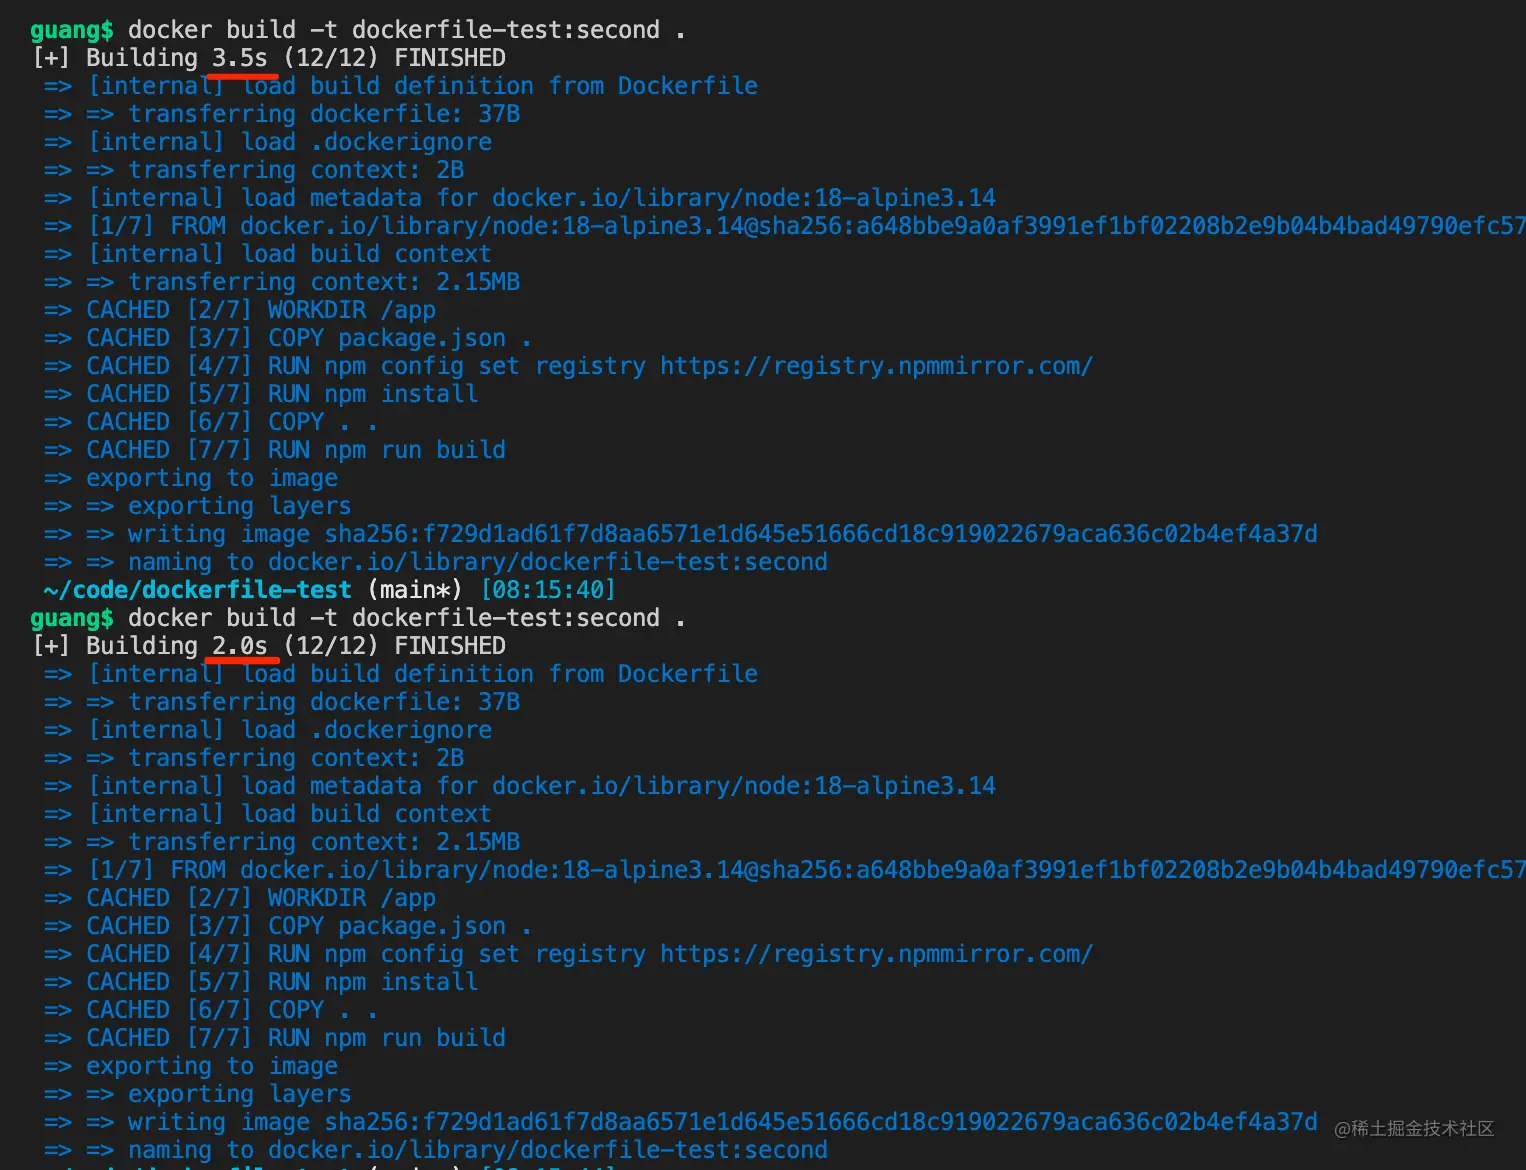 guang$ docker build -t dockerfile-test:second .
[+] Building 3.5s (12/12) FINISHED
=> [internal] load build definition from Dockerfile
=> => transferring dockerfile: 37B
=> [internal] load .dockerignore
=> => transferring context: 2B
=> [internal] load metadata for docker.io/library/node:18-alpine3.14
=> [1/7] FROM docker.io/library/node:18-alpine3.14@sha256:a648bbe9a0af3991ef1bf02208b2e9b04b4bad49790efc57
=> [internal] load build context
=> => transferring context: 2.15MB
=> CACHED [2/7] WORKDIR /app
=> CACHED [3/7] COPY package.json .
=> CACHED [4/7] RUN npm config set registry https://registry.npmmirror.com/
=> CACHED [5/7] RUN npm install
=> CACHED [6/7] COPY . .
=> CACHED [7/7] RUN npm run build
=> exporting to image
=> => exporting layers
=> => writing image sha256:f729d1ad61f7d8aa6571e1d645e51666cd18c919022679aca636c02b4ef4a37d
=> => naming to docker.io/library/dockerfile-test:second
~/code/dockerfile-test (main*) [08:15:40]
guang$ docker build -t dockerfile-test:second .
[+] Building 2.0s (12/12) FINISHED
=> [internal] load build definition from Dockerfile
=> => transferring dockerfile: 37B
=> [internal] load .dockerignore
=> => transferring context: 2B
=> [internal] load metadata for docker.io/library/node:18-alpine3.14
=> [internal] load build context
=> => transferring context: 2.15MB
=> [1/7] FROM docker.io/library/node:18-alpine3.14@sha256:a648bbe9a0af3991ef1bf02208b2e9b04b4bad49790efc57
=> CACHED [2/7] WORKDIR /app
=> CACHED [3/7] COPY package.json .
=> CACHED [4/7] RUN npm config set registry https://registry.npmmirror.com/
=> CACHED [5/7] RUN npm install
=> CACHED [6/7] COPY . .
=> CACHED [7/7] RUN npm run build
=> exporting to image
=> => exporting layers
=> => writing image sha256:f729d1ad61f7d8aa6571e1d645e51666cd18c919022679aca636c02b4ef4a37d
@稀土掘金技术社区
=> => naming to docker.io/library/dockerfile-test:second